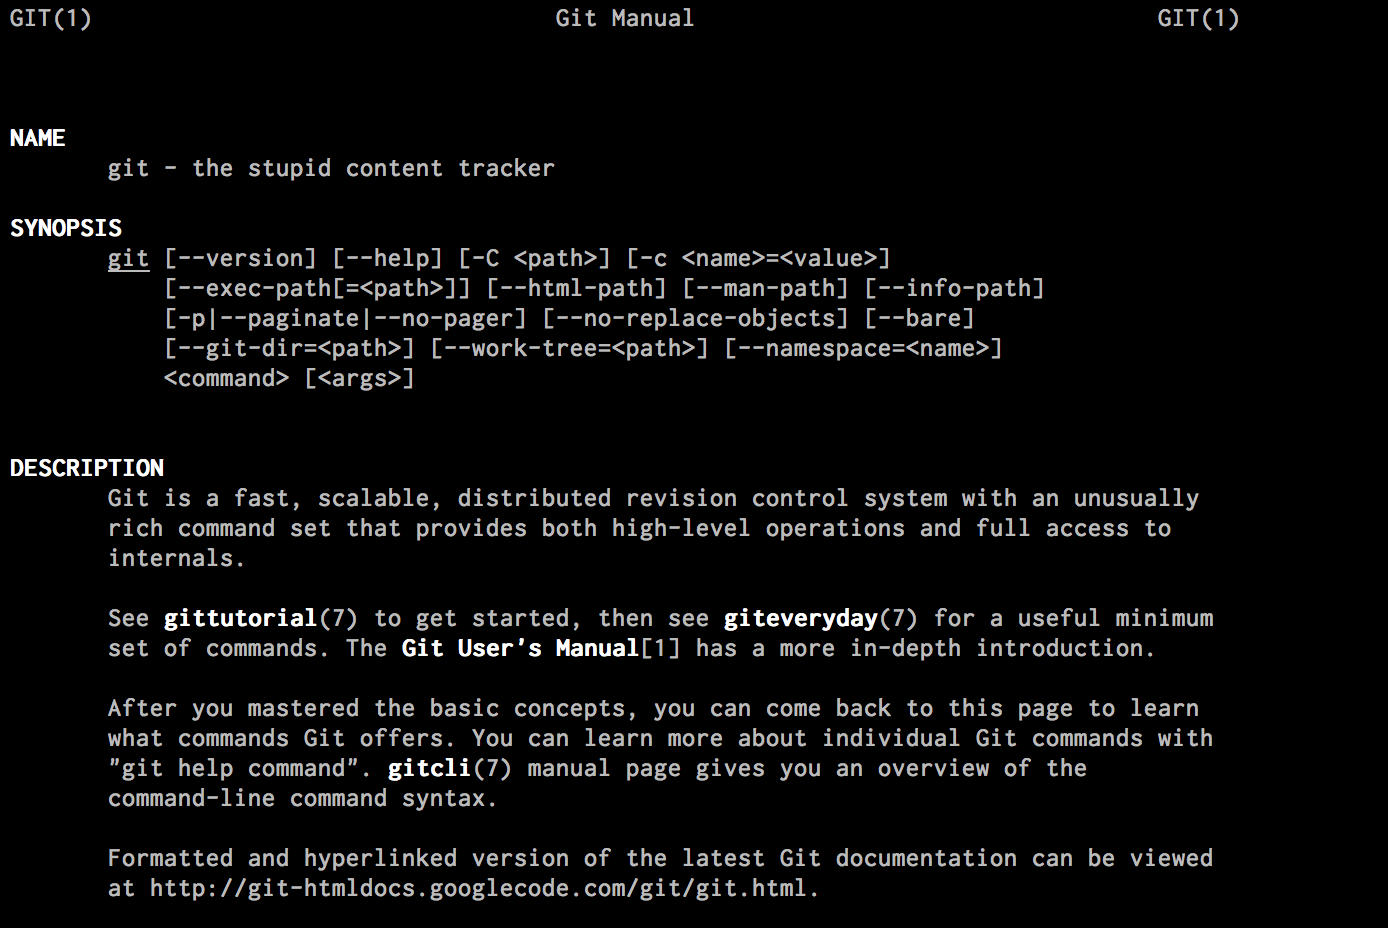 GIT(1) Git Manual GIT(1)
NAME
git - the stupid content tracker
SYNOPSIS
git [--version] [--help] [-C <path>] [-c <name>=<value>]
[--exec-path[=<path>]] [--html-path] [--man-path] [--info-path]
[-p|--paginate|--no-pager] [--no-replace-objects] [--bare]
[--git-dir=<path>] [--work-tree=<path>] [--namespace=<name>]
<command> [<args>]
DESCRIPTION
Git is a fast, scalable, distributed revision control system with an unusually
rich command set that provides both high-level operations and full access to
internals.
See gittutorial(7) to get started, then see giteveryday(7) for a useful minimum
set of commands. The Git User's Manual[1] has a more in-depth introduction.
After you mastered the basic concepts, you can come back to this page to learn
what commands Git offers. You can learn more about individual Git commands with
"git help command". gitcli(7) manual page gives you an overview of the
command-line command syntax.
Formatted and hyperlinked version of the latest Git documentation can be viewed
at http://git-htmldocs.googlecode.com/git/git.html.